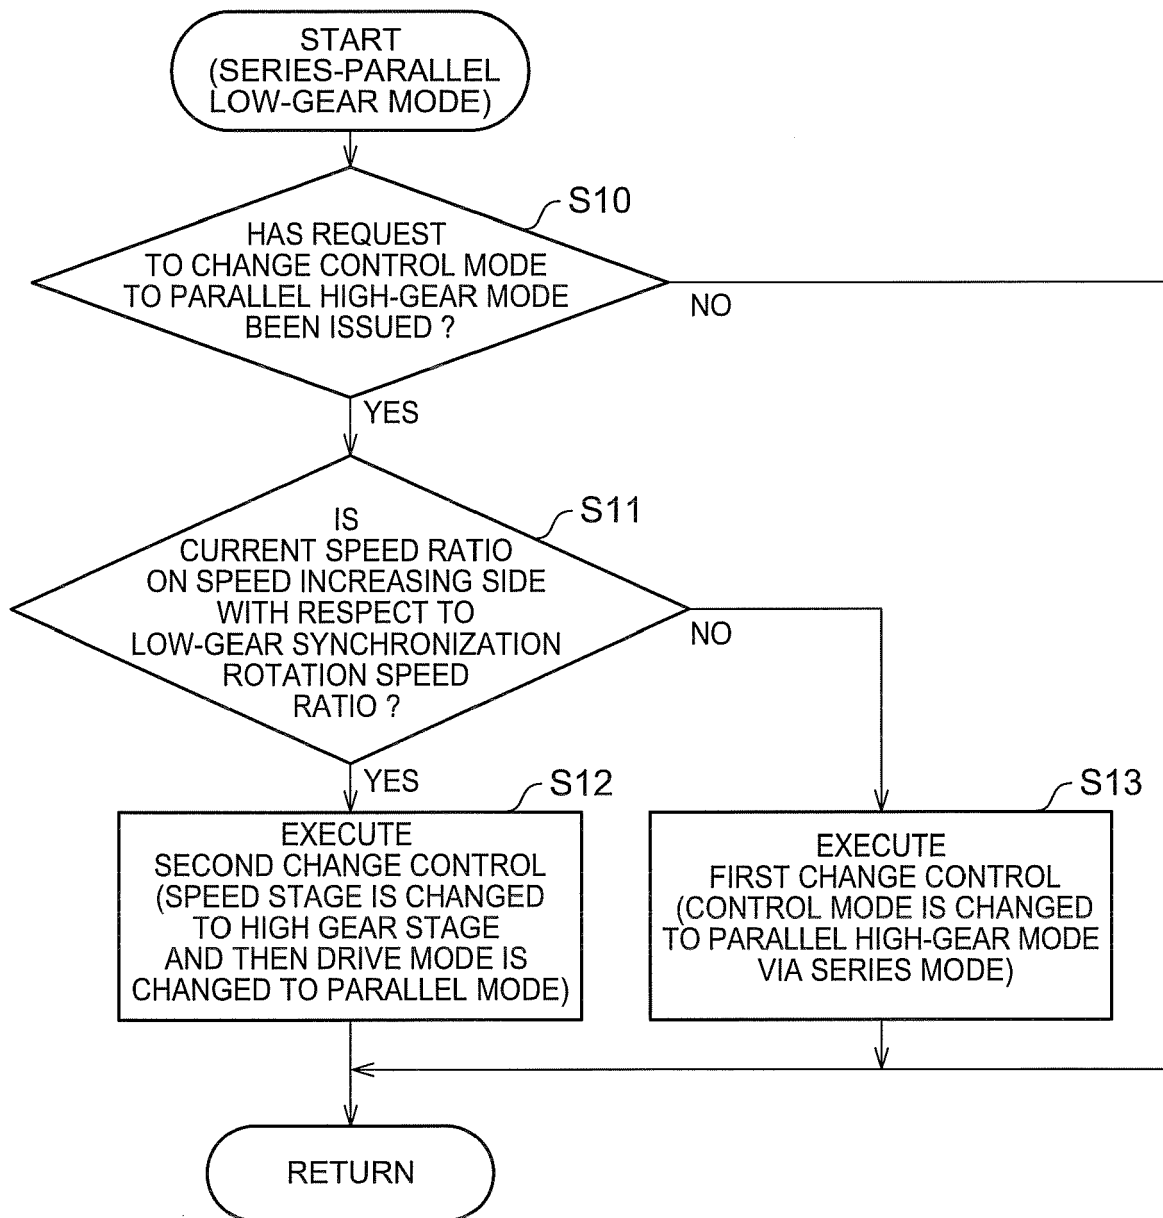 START
(SERIES-PARALLEL
LOW-GEAR MODE)
S10
HAS REQUEST
TO CHANGE CONTROL MODE
TO PARALLEL HIGH-GEAR MODE
BEEN ISSUED ?
NO
YES
S11
IS
CURRENT SPEED RATIO
ON SPEED INCREASING SIDE
WITH RESPECT TO
LOW-GEAR SYNCHRONIZATION
ROTATION SPEED
RATIO ?
NO
YES
S12
EXECUTE
SECOND CHANGE CONTROL
(SPEED STAGE IS CHANGED
TO HIGH GEAR STAGE
AND THEN DRIVE MODE IS
CHANGED TO PARALLEL MODE)
S13
EXECUTE
FIRST CHANGE CONTROL
(CONTROL MODE IS CHANGED
TO PARALLEL HIGH-GEAR MODE
VIA SERIES MODE)
RETURN